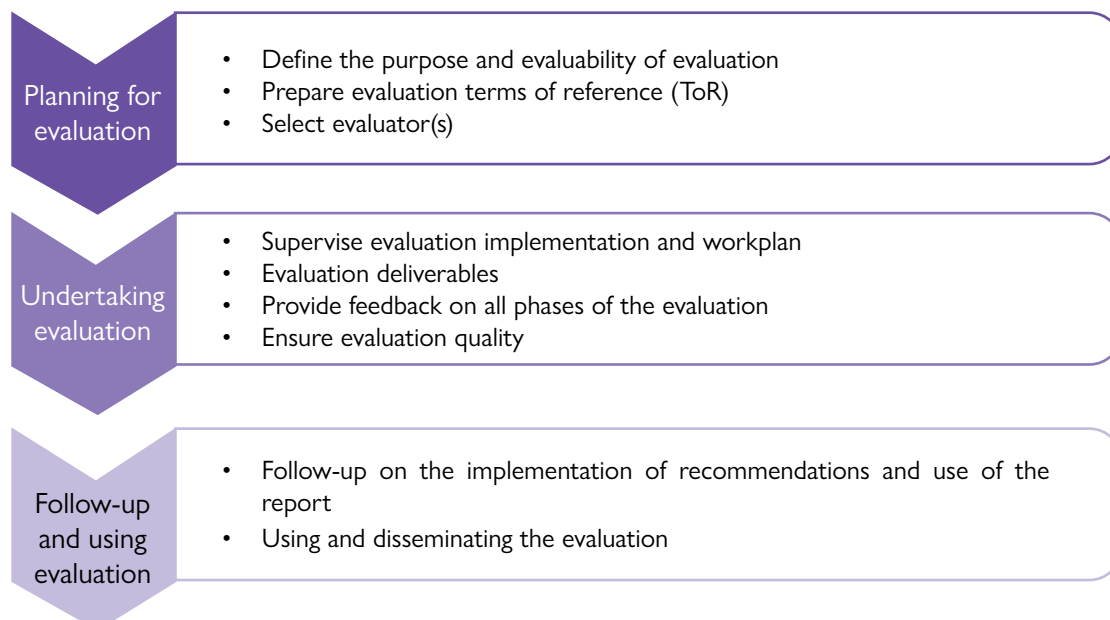 Planning for
evaluation
• Define the purpose and evaluability of evaluation
• Prepare evaluation terms of reference (ToR)
• Select evaluator(s)
Undertaking
evaluation
• Supervise evaluation implementation and workplan
• Evaluation deliverables
• Provide feedback on all phases of the evaluation
• Ensure evaluation quality
Follow-up
and using
evaluation
• Follow-up on the implementation of recommendations and use of the
report
• Using and disseminating the evaluation